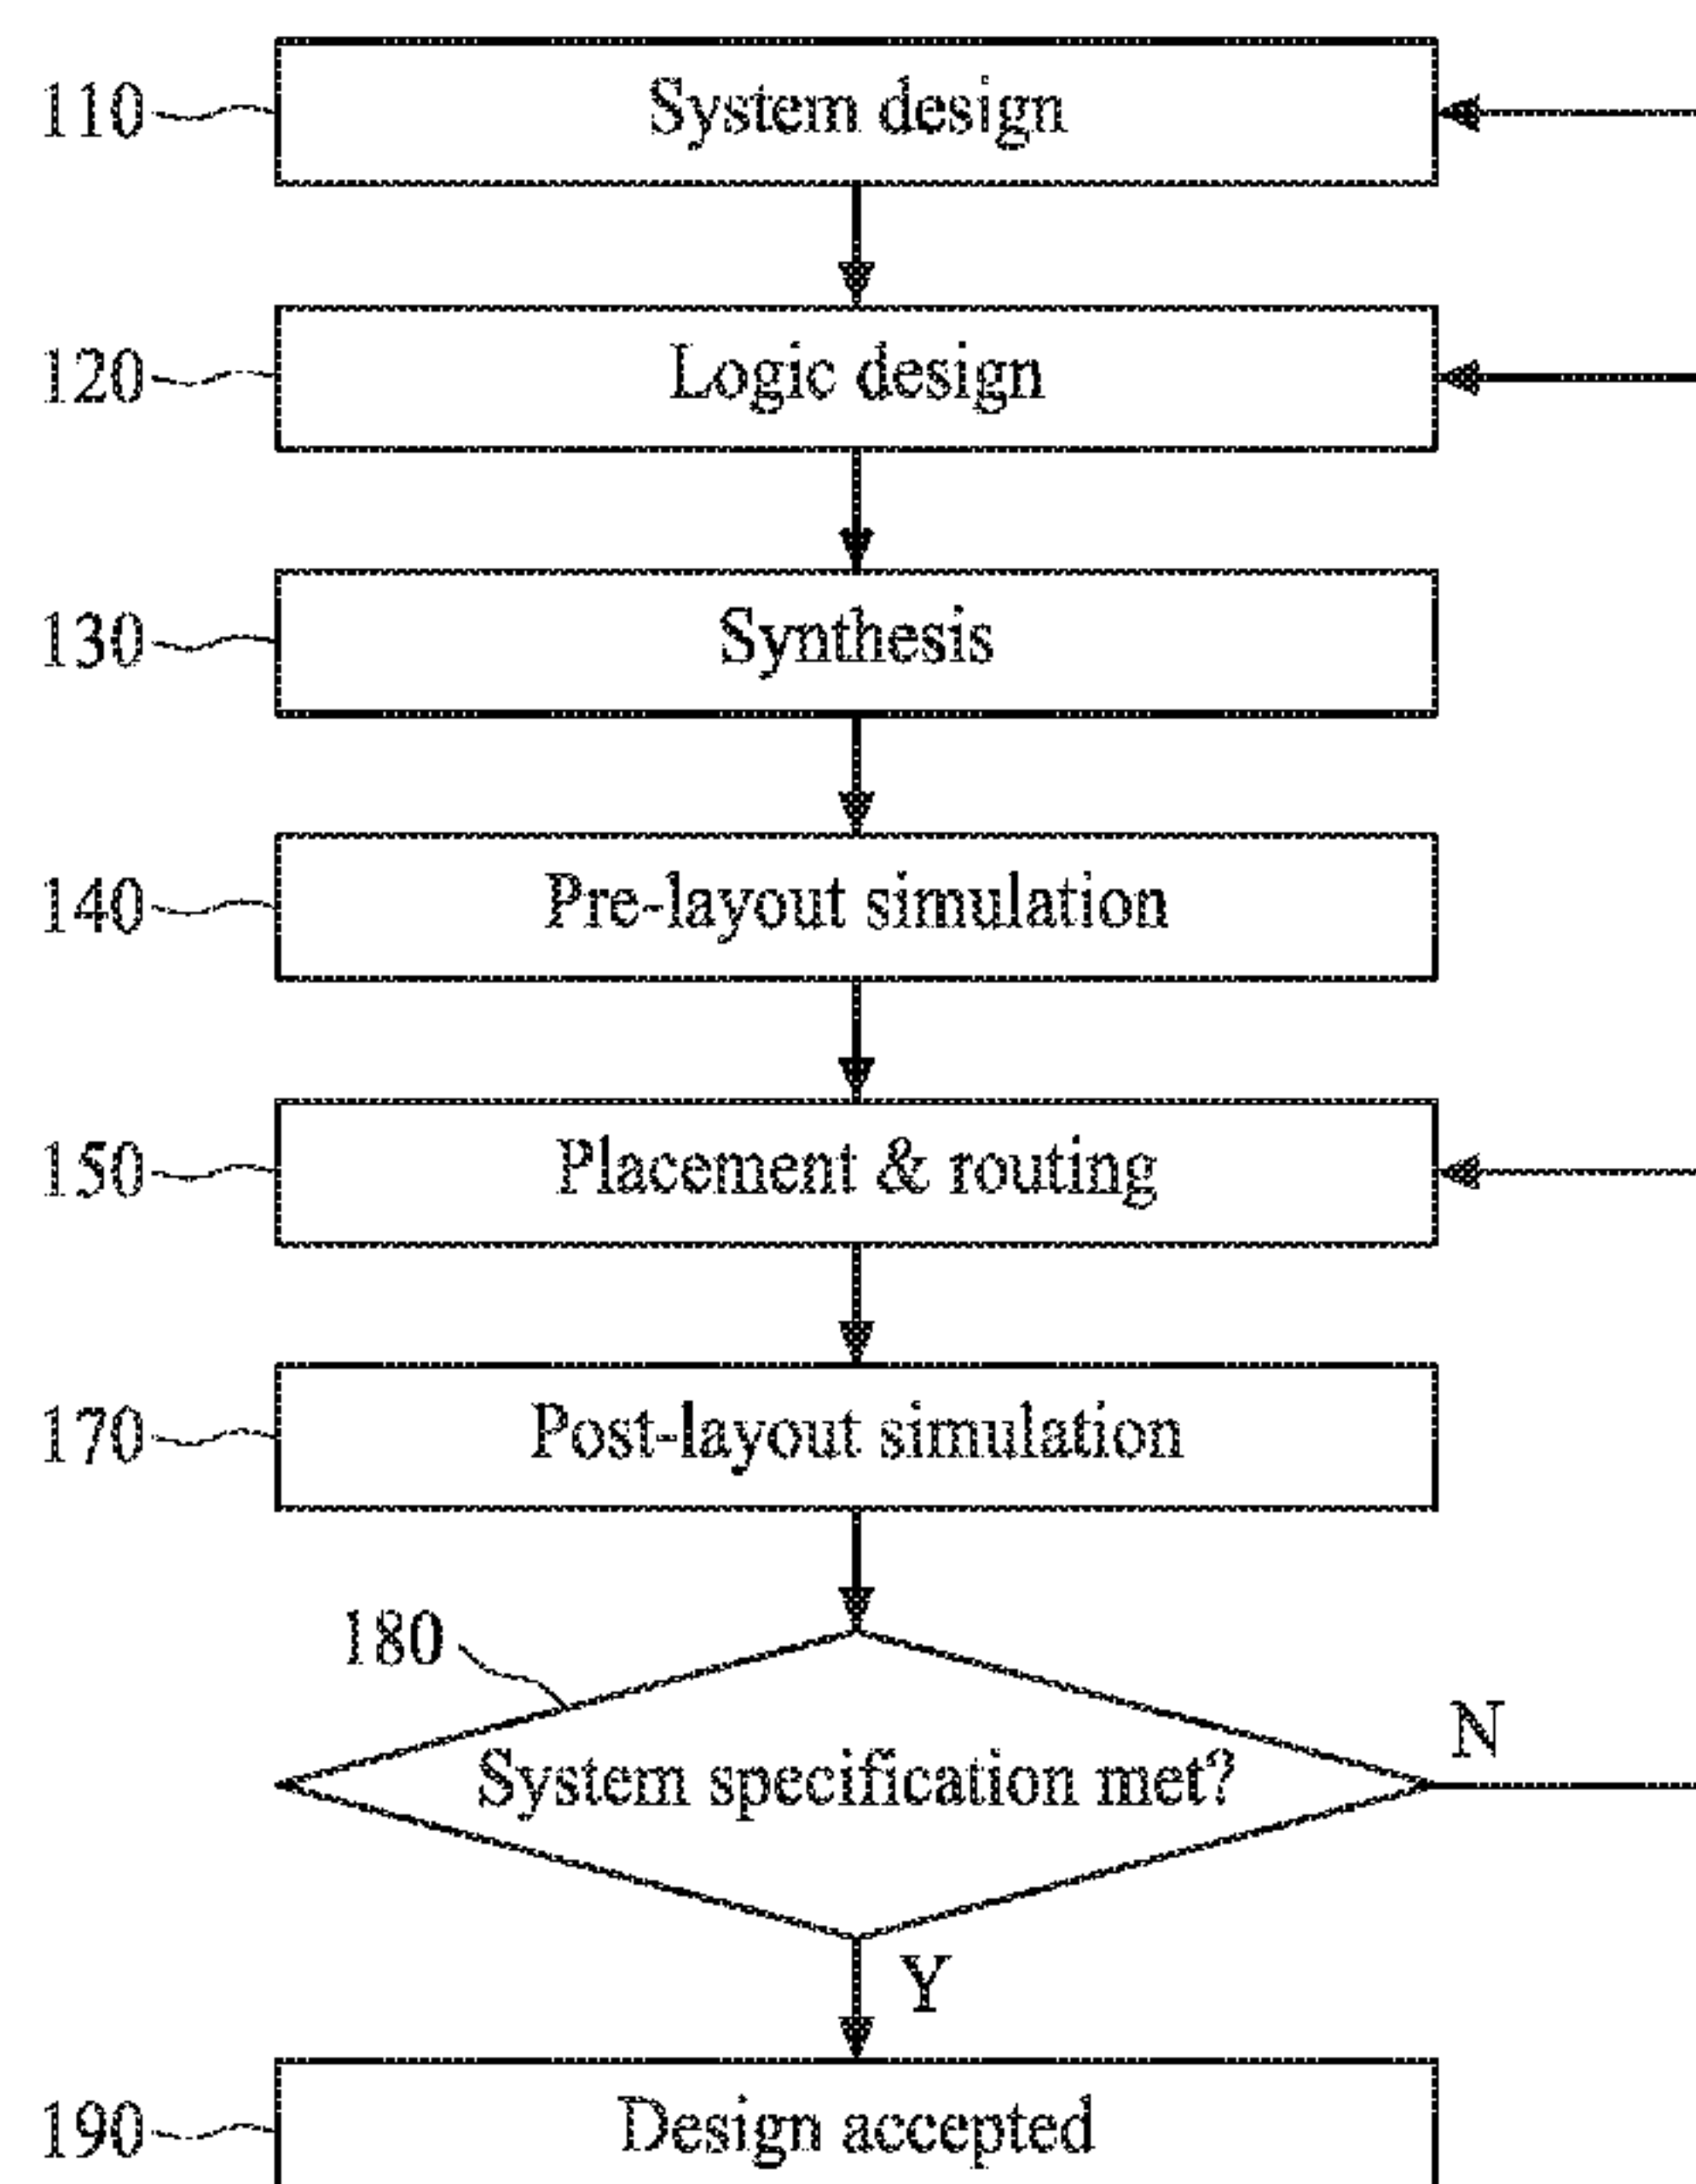 110 System design
120 Logic design
130 Synthesis
140 Pre-layout simulation
150 Placement & routing
170 Post-layout simulation
180
System specification met?
N
Y
190 Design accepted